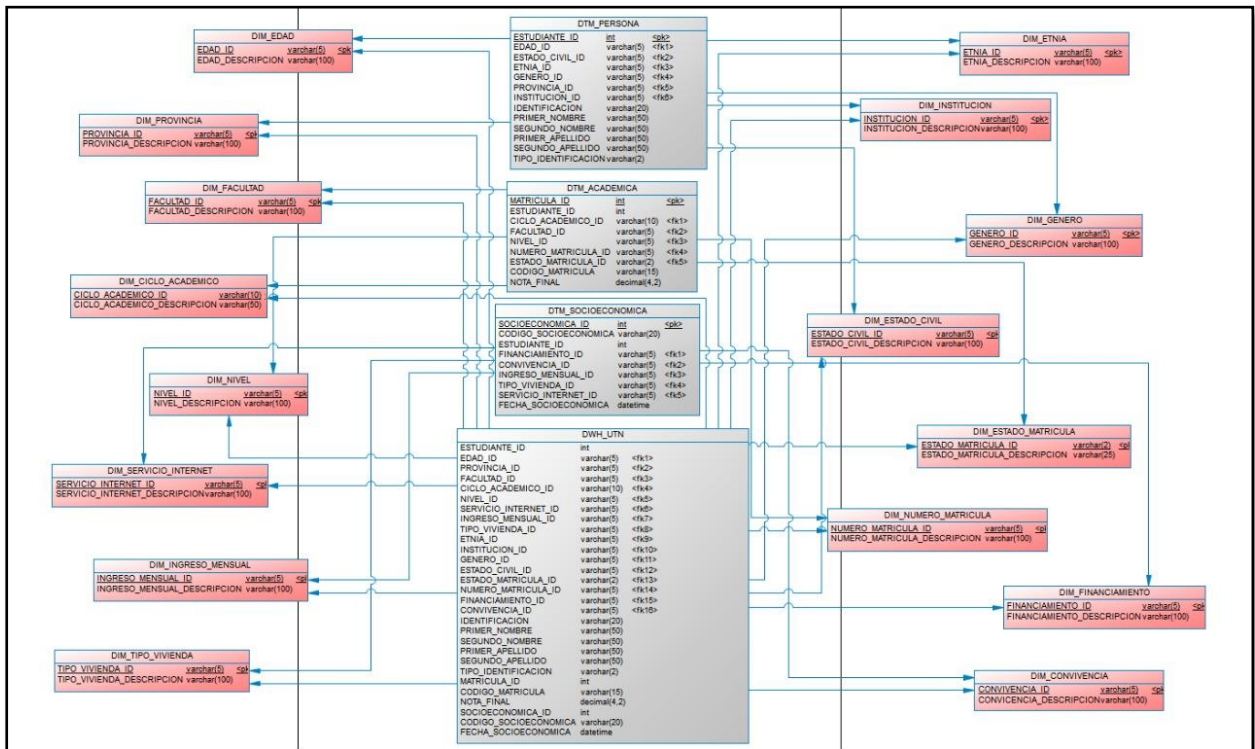 DIM_EDAD
EDAD_ID varchar(5) <pk
EDAD_DESCRIPCION varchar(100)
DIM_PROVINCIA
PROVINCIA_ID varchar(5) <pk
PROVINCIA_DESCRIPCION varchar(100)
DIM_FACULTAD
FACULTAD_ID varchar(5) <pk
FACULTAD_DESCRIPCION varchar(100)
DIM_CICLO_ACADEMICO
CICLO_ACADEMICO_ID varchar(10)
CICLO_ACADEMICO_DESCRIPCION varchar(50)
DIM_NIVEL
NIVEL_ID varchar(5) <pk
NIVEL_DESCRIPCION varchar(100)
DIM_SERVICIO_INTERNET
SERVICIO_INTERNET_ID varchar(5) <pl
SERVICIO_INTERNET_DESCRIPCION varchar(100)
DIM_INGRESO_MENSUAL
INGRESO_MENSUAL_ID varchar(5) <pl
INGRESO_MENSUAL_DESCRIPCION varchar(100)
DIM_TIPO_VIVIENDA
TIPO_VIVIENDA_ID varchar(5) <pk
TIPO_VIVIENDA_DESCRIPCION varchar(100)
DTM_PERSONA
ESTUDIANTE_ID int <pk>
EDAD_ID varchar(5) <fk1>
ESTADO_CIVIL_ID varchar(5) <fk2>
ETNIA_ID varchar(5) <fk3>
GENERO_ID varchar(5) <fk4>
PROVINCIA_ID varchar(5) <fk5>
INSTITUCION_ID varchar(5) <fk6>
IDENTIFICACION varchar(20)
PRIMER_NOMBRE varchar(50)
SEGUNDO_NOMBRE varchar(50)
PRIMER_APELLIDO varchar(50)
SEGUNDO_APELLIDO varchar(50)
TIPO_IDENTIFICACION varchar(2)
DTM_ACADEMICA
MATRICULA_ID int <pk>
ESTUDIANTE_ID int
CICLO_ACADEMICO_ID varchar(10) <fk1>
FACULTAD_ID varchar(5) <fk2>
NIVEL_ID varchar(5) <fk3>
NUMERO_MATRICULA_ID varchar(5) <fk4>
ESTADO_MATRICULA_ID varchar(2) <fk5>
CODIGO_MATRICULA varchar(15)
NOTA_FINAL decimal(4,2)
DTM_SOCIOECONOMICA
SOCIOECONOMICA_ID int <pk>
CODIGO_SOCIOECONOMICA varchar(20)
ESTUDIANTE_ID int
FINANCIAMIENTO_ID varchar(5) <fk1>
CONVIVENCIA_ID varchar(5) <fk2>
INGRESO_MENSUAL_ID varchar(5) <fk3>
TIPO_VIVIENDA_ID varchar(5) <fk4>
SERVICIO_INTERNET_ID varchar(5) <fk5>
FECHA_SOCIOECONOMICA datetime
DWH_UTN
ESTUDIANTE_ID int
EDAD_ID varchar(5) <fk1>
PROVINCIA_ID varchar(5) <fk2>
FACULTAD_ID varchar(5) <fk3>
CICLO_ACADEMICO_ID varchar(10) <fk4>
NIVEL_ID varchar(5) <fk5>
SERVICIO_INTERNET_ID varchar(5) <fk6>
INGRESO_MENSUAL_ID varchar(5) <fk7>
TIPO_VIVIENDA_ID varchar(5) <fk8>
ETNIA_ID varchar(5) <fk9>
INSTITUCION_ID varchar(5) <fk10>
GENERO_ID varchar(5) <fk11>
ESTADO_CIVIL_ID varchar(5) <fk12>
ESTADO_MATRICULA_ID varchar(2) <fk13>
NUMERO_MATRICULA_ID varchar(5) <fk14>
FINANCIAMIENTO_ID varchar(5) <fk15>
CONVIVENCIA_ID varchar(5) <fk16>
IDENTIFICACION varchar(20)
PRIMER_NOMBRE varchar(50)
SEGUNDO_NOMBRE varchar(50)
PRIMER_APELLIDO varchar(50)
SEGUNDO_APELLIDO varchar(50)
TIPO_IDENTIFICACION varchar(2)
MATRICULA_ID int
CODIGO_MATRICULA varchar(15)
NOTA_FINAL decimal(4,2)
SOCIOECONOMICA_ID int
CODIGO_SOCIOECONOMICA varchar(20)
FECHA_SOCIOECONOMICA datetime
DIM_ETNIA
ETNIA_ID varchar(5) <pk>
ETNIA_DESCRIPCION varchar(100)
DIM_INSTITUCION
INSTITUCION_ID varchar(5) <pk>
INSTITUCION_DESCRIPCION varchar(100)
DIM_GENERO
GENERO_ID varchar(5) <pk>
GENERO_DESCRIPCION varchar(100)
DIM_ESTADO_CIVIL
ESTADO_CIVIL_ID varchar(5) <pk
ESTADO_CIVIL_DESCRIPCION varchar(100)
DIM_ESTADO_MATRICULA
ESTADO_MATRICULA_ID varchar(2) <pl
ESTADO_MATRICULA_DESCRIPCION varchar(25)
DIM_NUMERO_MATRICULA
NUMERO_MATRICULA_ID varchar(5) <pl
NUMERO_MATRICULA_DESCRIPCION varchar(100)
DIM_FINANCIAMIENTO
FINANCIAMIENTO_ID varchar(5) <pk
FINANCIAMIENTO_DESCRIPCION varchar(100)
DIM_CONVIVENCIA
CONVIVENCIA_ID varchar(5) <pk
CONVICENCIA_DESCRIPCION varchar(100)